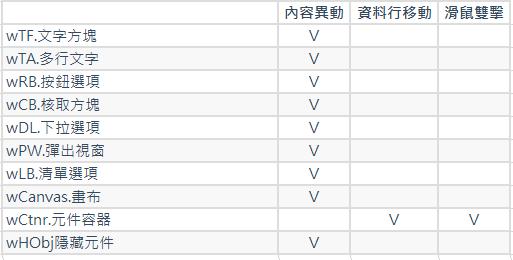 內容異動 資料行移動 滑鼠雙擊
wTF.文字方塊 V
wTA.多行文字 V
wRB.按鈕選項 V
wCB.核取方塊 V
wDL.下拉選項 V
wPW.彈出視窗 V
wLB.清單選項 V
wCanvas.畫布 V
wCtnr.元件容器 V V
wHObj隱藏元件 V